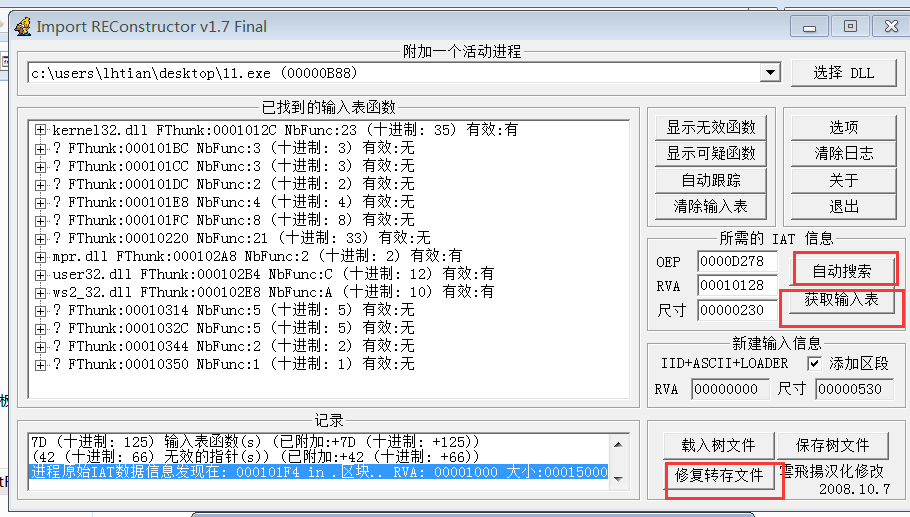 Import REConstructor v1.7 Final
附加一个活动进程
c:\users\lhtian\desktop\11.exe (00000B88)
选择 DLL
已找到的输入表函数
kernel32.dll FThunk:0001012C NbFunc:23 (十进制: 35) 有效:有
? FThunk:000101BC NbFunc:3 (十进制: 3) 有效:无
? FThunk:000101CC NbFunc:3 (十进制: 3) 有效:无
? FThunk:000101DC NbFunc:2 (十进制: 2) 有效:无
? FThunk:000101E8 NbFunc:4 (十进制: 4) 有效:无
? FThunk:000101FC NbFunc:8 (十进制: 8) 有效:无
? FThunk:00010220 NbFunc:21 (十进制: 33) 有效:无
mpr.dll FThunk:000102A8 NbFunc:2 (十进制: 2) 有效:有
user32.dll FThunk:000102B4 NbFunc:C (十进制: 12) 有效:有
ws2_32.dll FThunk:000102E8 NbFunc:A (十进制: 10) 有效:有
? FThunk:00010314 NbFunc:5 (十进制: 5) 有效:无
? FThunk:0001032C NbFunc:5 (十进制: 5) 有效:无
? FThunk:00010344 NbFunc:2 (十进制: 2) 有效:无
? FThunk:00010350 NbFunc:1 (十进制: 1) 有效:无
显示无效函数
显示可疑函数
自动跟踪
清除输入表
选项
清除日志
关于
退出
所需的 IAT 信息
OEP 0000D278
自动搜索
RVA 00010128
获取输入表
尺寸 00000230
新建输入信息
IID+ASCII+LOADER 添加区段
RVA 00000000 尺寸 00000530
记录
7D (十进制: 125) 输入表函数(s) (已附加:+7D (十进制: +125))
(42 (十进制: 66) 无效的指针(s)) (已附加:+42 (十进制: +66))
进程原始IAT数据信息发现在: 000101F4 in .区块.. RVA: 00001000 大小:00015000
载入树文件
保存树文件
修复转存文件
雲飛揚汉化修改
2008.10.7